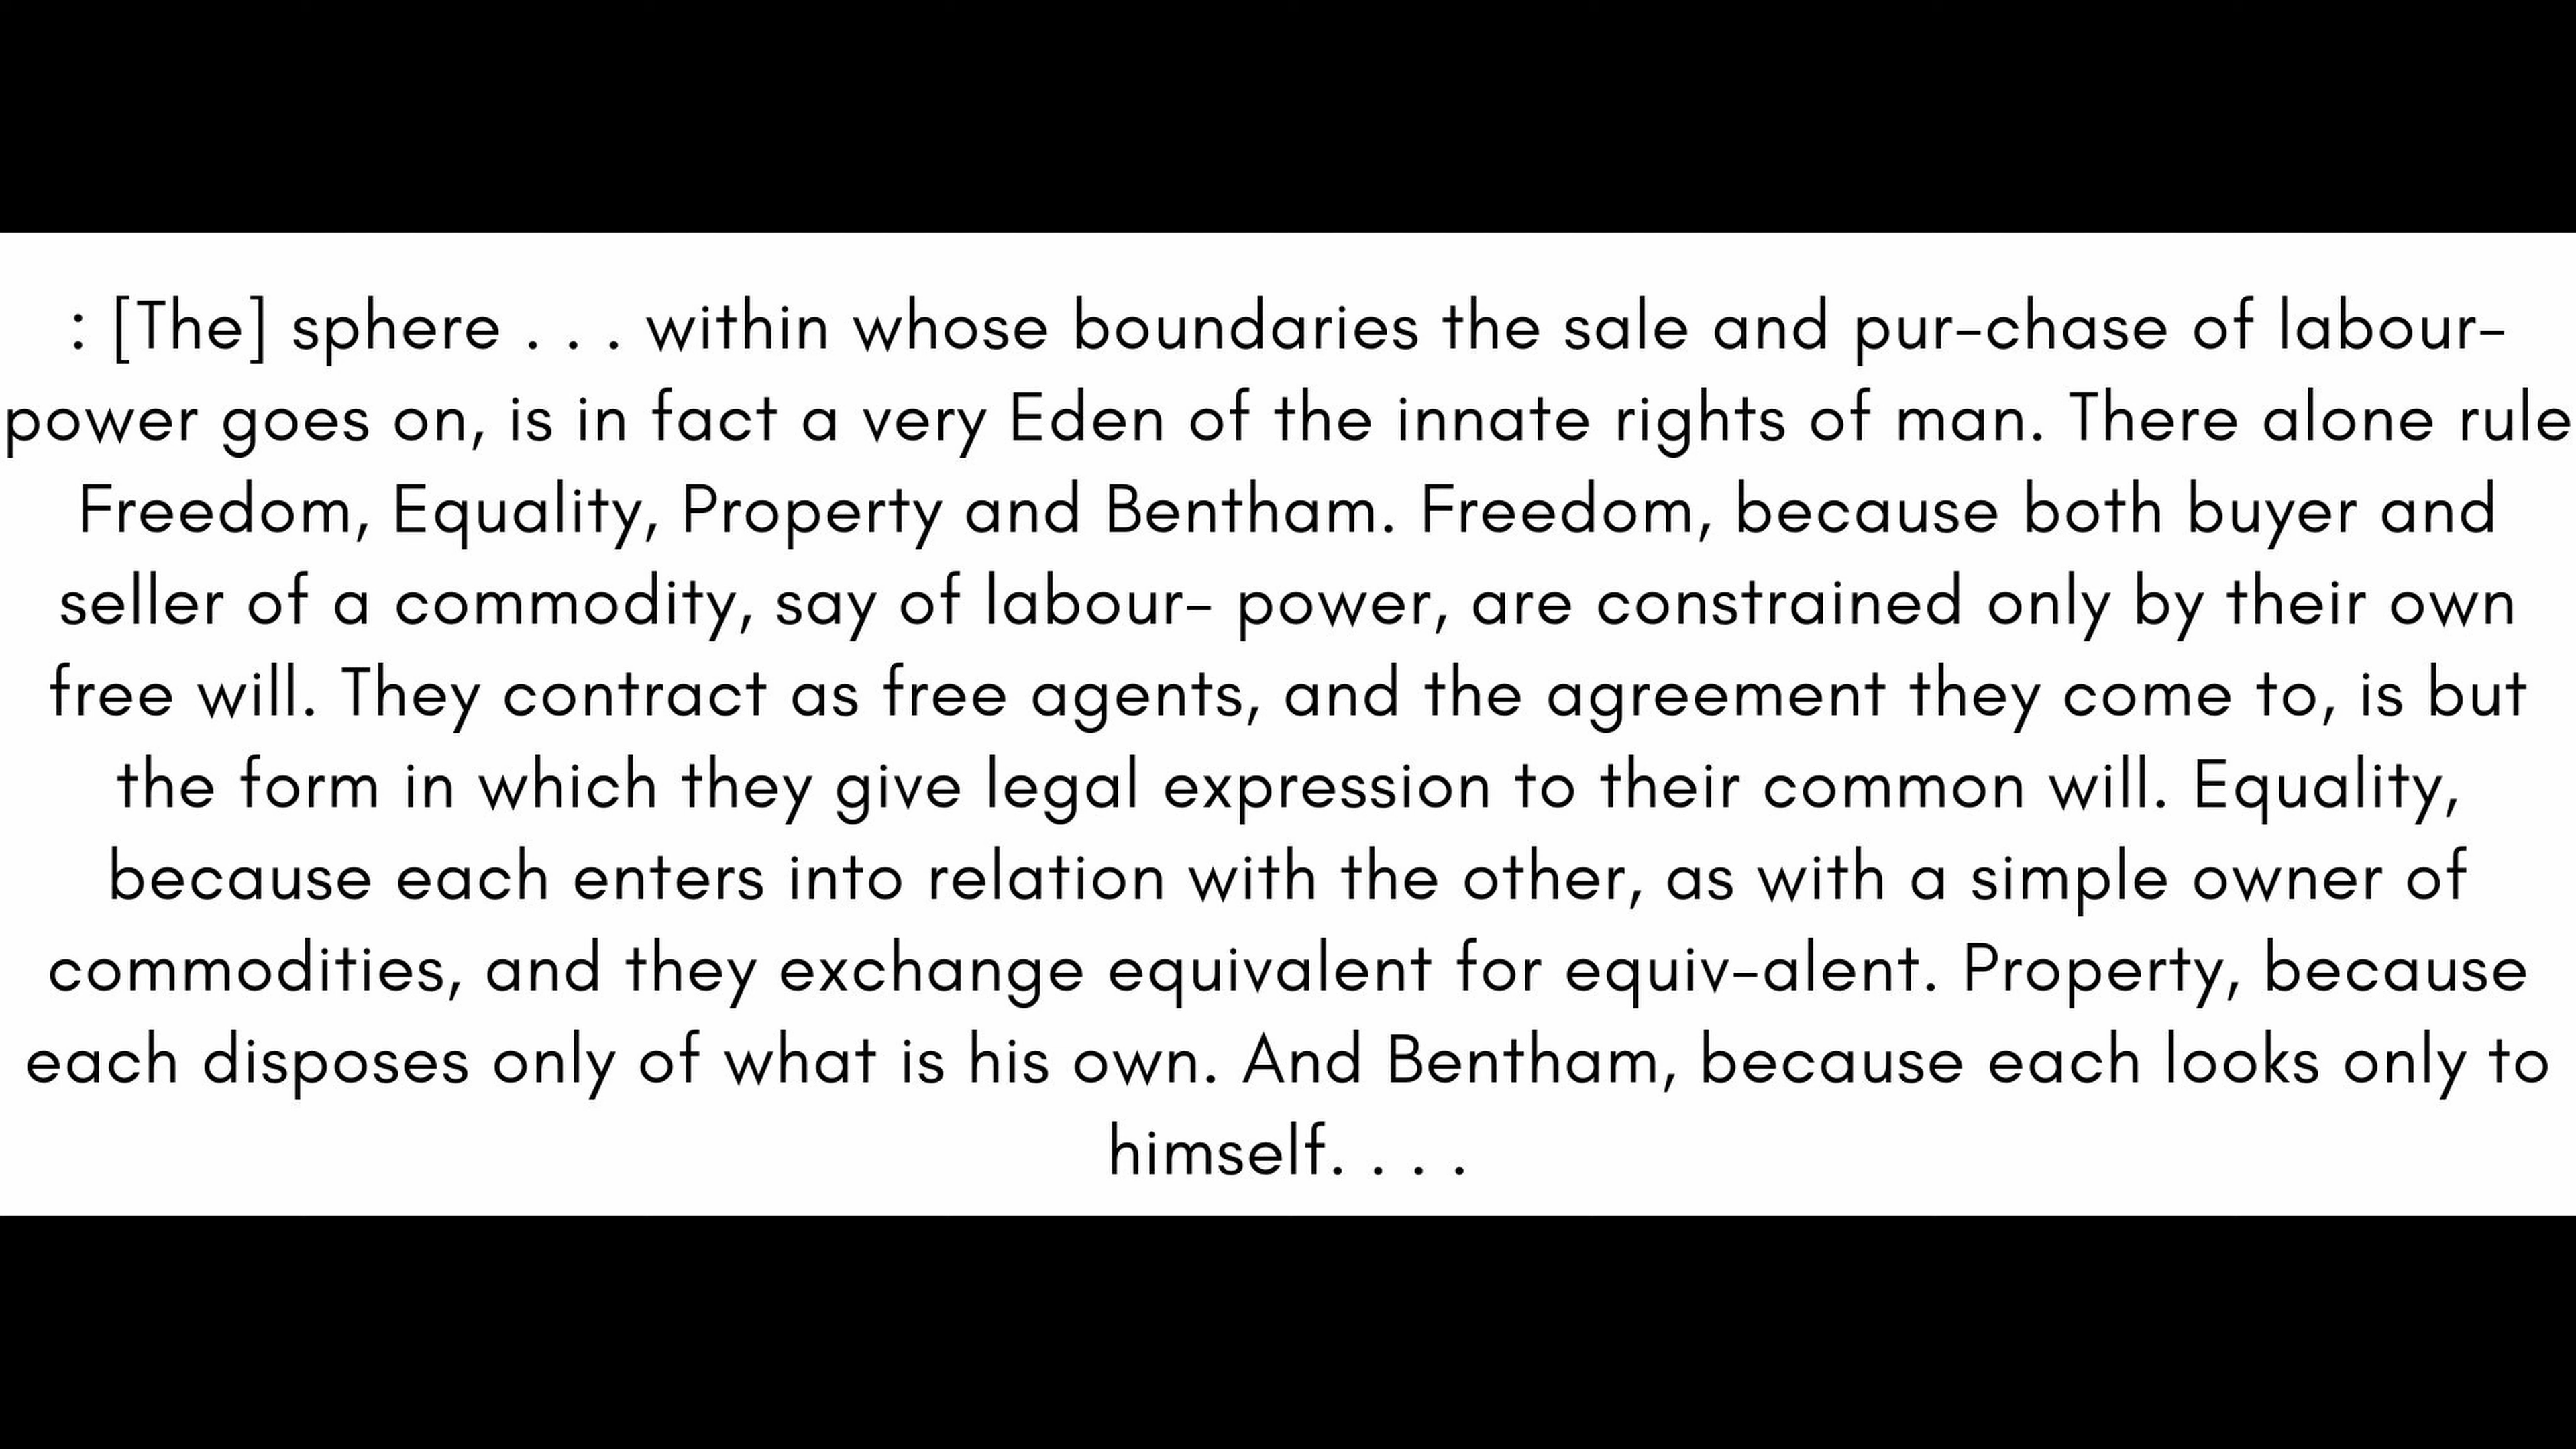 : [The] sphere . . . within whose boundaries the sale and pur-chase of labour-
power goes on, is in fact a very Eden of the innate rights of man. There alone rule
Freedom, Equality, Property and Bentham. Freedom, because both buyer and
seller of a commodity, say of labour- power, are constrained only by their own
free will. They contract as free agents, and the agreement they come to, is but
the form in which they give legal expression to their common will. Equality,
because each enters into relation with the other, as with a simple owner of
commodities, and they exchange equivalent for equiv-alent. Property, because
each disposes only of what is his own. And Bentham, because each looks only to
himself. . . .